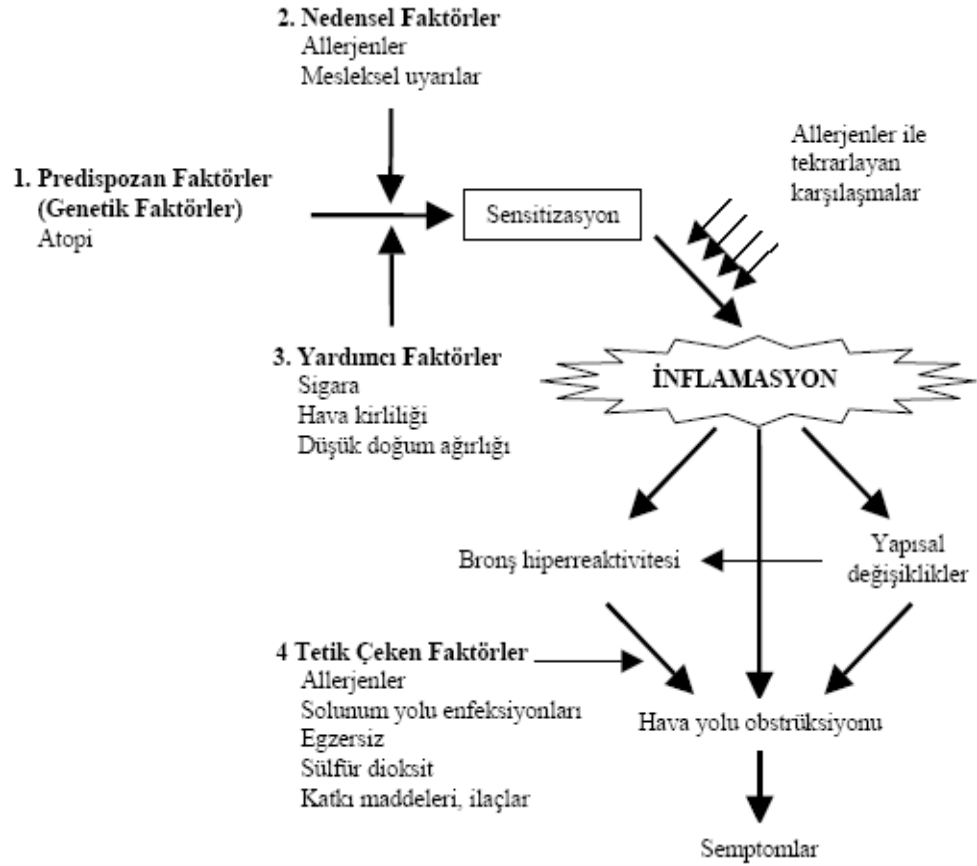 2. Nedensel Faktörler
Allerjenler
Mesleksel uyarılar
Allerjenler ile
tekrarlayan
karşılaşmalar
1. Predispozan Faktörler
(Genetik Faktörler)
Atopi
Sensitizasyon
3. Yardımcı Faktörler
Sigara
Hava kirliliği
Düşük doğum ağırlığı
İNFLAMASYON
Bronş hiperreaktivitesi
Yapısal
değişiklikler
4 Tetik Çeken Faktörler
Allerjenler
Solunum yolu enfeksiyonları
Egzersiz
Sülfür dioksit
Katkı maddeleri, ilaçlar
Hava yolu obstrüksiyonu
Semptomlar